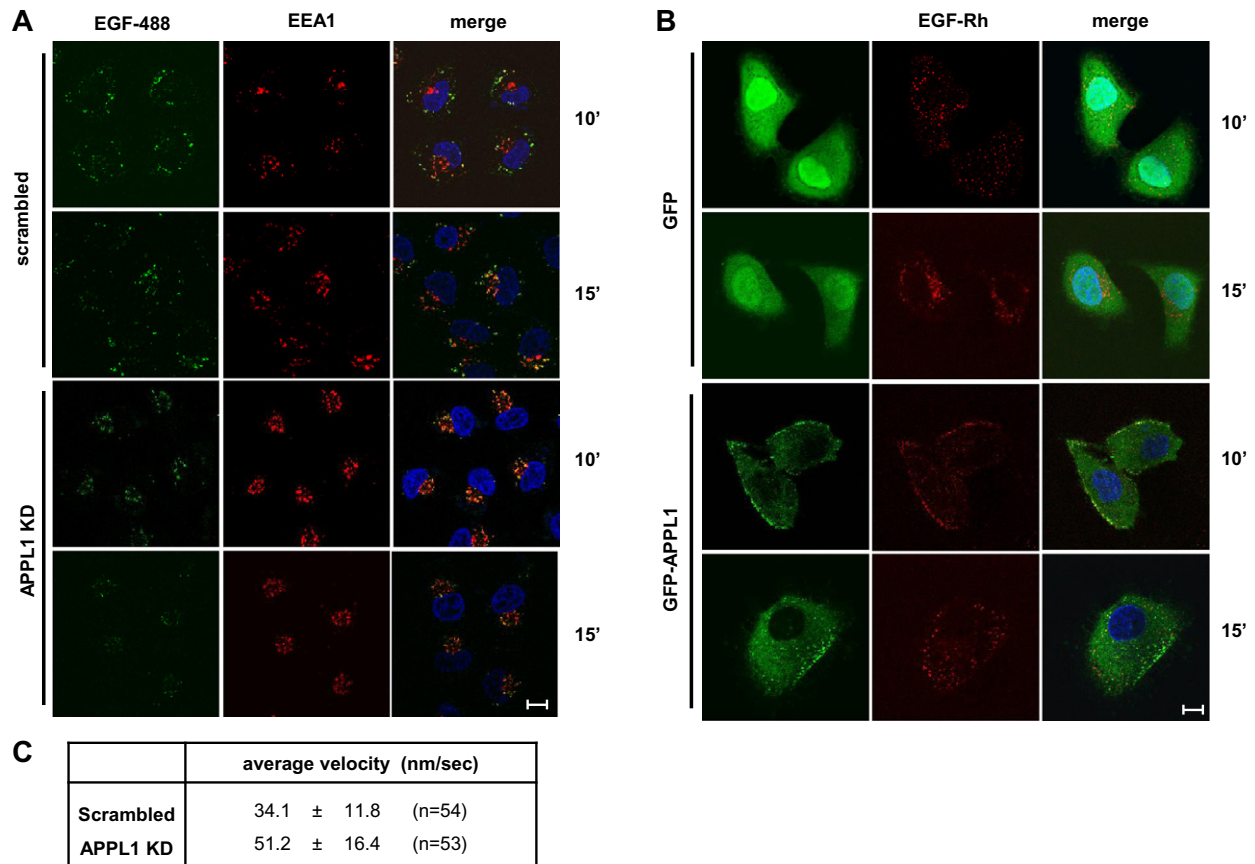 A
EGF-488 EEA1 merge
scrambled
10'
15'
APPL1 KD
10'
15'
B
EGF-Rh merge
GFP
10'
15'
GFP-APPL1
10'
15'
C
average velocity (nm/sec)
Scrambled 34.1 ± 11.8 (n=54)
APPL1 KD 51.2 ± 16.4 (n=53)